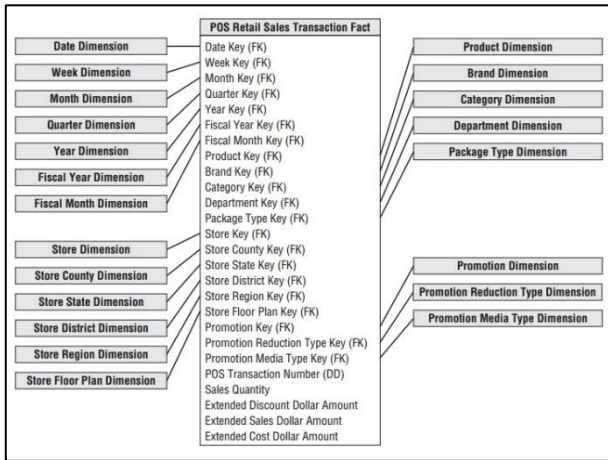 POS Retail Sales Transaction Fact
Date Key (FK)
Week Key (FK)
Month Key (FK)
Quarter Key (FK)
Year Key (FK)
Fiscal Year Key (FK)
Fiscal Month Key (FK)
Product Key (FK)
Brand Key (FK)
Category Key (FK)
Department Key (FK)
Package Type Key (FK)
Store Key (FK)
Store County Key (FK)
Store State Key (FK)
Store District Key (FK)
Store Region Key (FK)
Store Floor Plan Key (FK)
Promotion Key (FK)
Promotion Reduction Type Key (FK)
Promotion Media Type Key (FK)
POS Transaction Number (DD)
Sales Quantity
Extended Discount Dollar Amount
Extended Sales Dollar Amount
Extended Cost Dollar Amount
Date Dimension
Week Dimension
Month Dimension
Quarter Dimension
Year Dimension
Fiscal Year Dimension
Fiscal Month Dimension
Store Dimension
Store County Dimension
Store State Dimension
Store District Dimension
Store Region Dimension
Store Floor Plan Dimension
Product Dimension
Brand Dimension
Category Dimension
Department Dimension
Package Type Dimension
Promotion Dimension
Promotion Reduction Type Dimension
Promotion Media Type Dimension